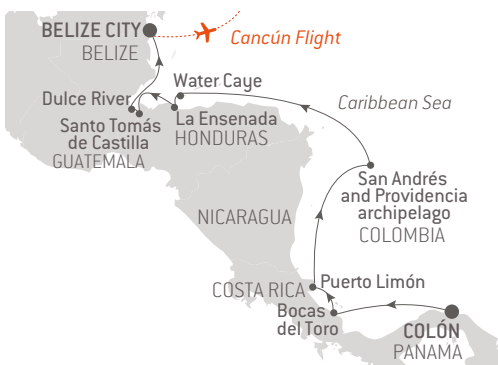 BELIZE CITY
BELIZE
Cancún Flight
Water Caye
Dulce River
Caribbean Sea
Santo Tomás
de Castilla
GUATEMALA
La Ensenada
HONDURAS
San Andrés
and Providencia
archipelago
COLOMBIA
NICARAGUA
Puerto Limón
COSTA RICA
Bocas
del Toro
COLÓN
PANAMA